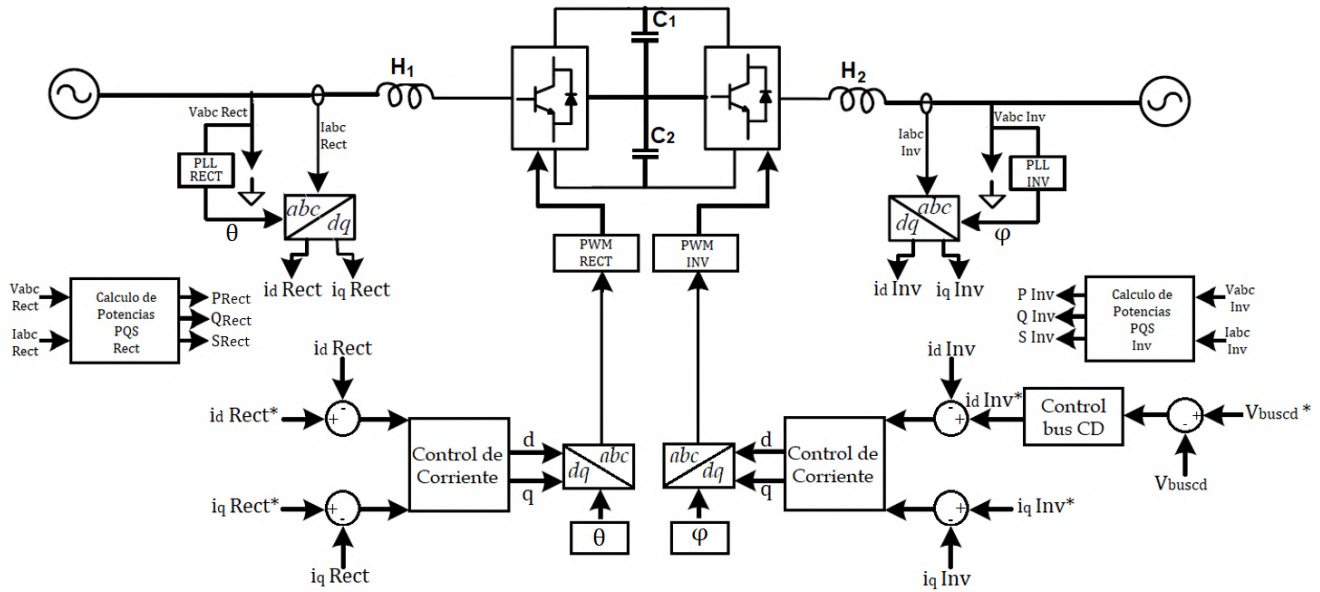 C1
H1
H2
Vabc Rect
Iabc
Rect
C2
Iabc
Inv
Vabc Inv
PLL
RECT
PLL
INV
θ
abc
dq
abc
dq
φ
PWM
RECT
PWM
INV
id Rect
iq Rect
id Inv
iq Inv
Vabc
Rect
Iabc
Rect
Calculo de
Potencias
PQS
Rect
PRect
QRect
SRect
P Inv
Q Inv
S Inv
Calculo de
Potencias
PQS
Inv
Vabc
Inv
Iabc
Inv
id Rect
id Inv
id Rect*
+
-
id Inv*
-
+
Control
bus CD
+
-
Vbuscd *
Vbuscd
Control de
Corriente
d
q
abc
dq
abc
dq
d
q
Control de
Corriente
iq Rect*
+
-
θ
φ
+
-
iq Inv*
iq Rect
iq Inv